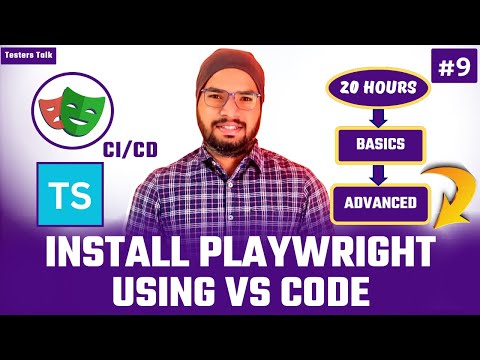 Testers Talk
#9
20 HOURS
CI/CD
BASICS
TS
ADVANCED
INSTALL PLAYWRIGHT
USING VS CODE